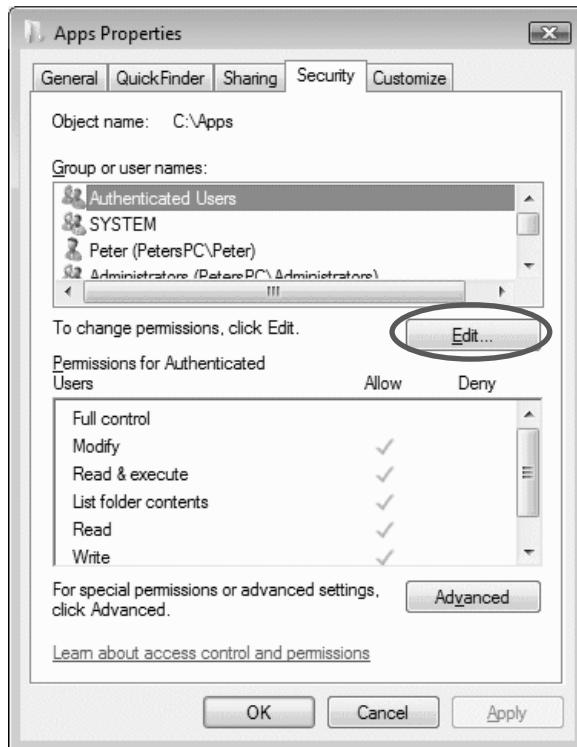 Apps Properties
General QuickFinder Sharing Security Customize
Object name: C:\Apps
Group or user names:
Authenticated Users
SYSTEM
Peter (PetersPC\Peter)
Administrators (PetersPC\Administrators)
To change permissions, click Edit.
Edit...
Permissions for Authenticated
Users Allow Deny
Full control
Modify
Read & execute
List folder contents
Read
Write
For special permissions or advanced settings,
click Advanced.
Advanced
Learn about access control and permissions
OK Cancel Apply